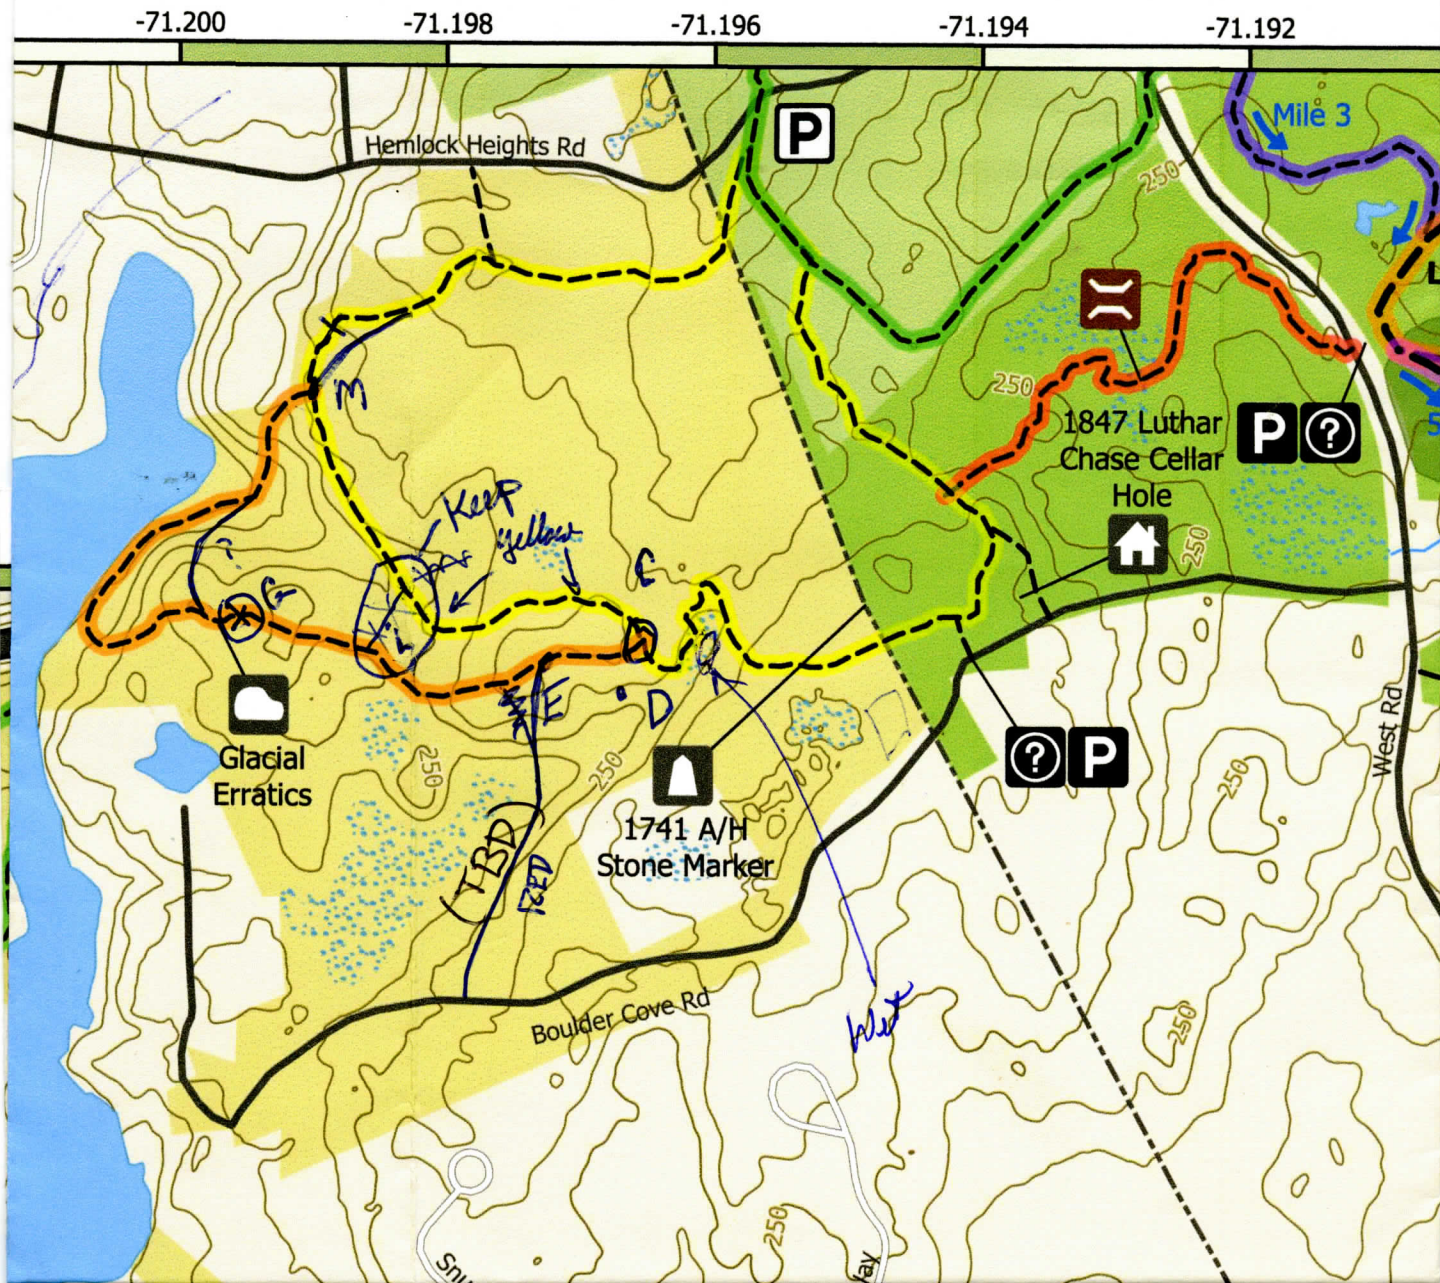 -71.200
-71.198
-71.196
-71.194
-71.192
Hemlock Heights Rd
P
Mile 3
250
M
250
1847 Luthar
Chase Cellar
Hole
P ?
5
L
Keep
yellow
250
?
G
C
L
K
E
D
Glacial
Erratics
250
250
1741 A/H
Stone Marker
? P
West Rd
250
(TBD)
Boulder Cove Rd
Wet
250
250